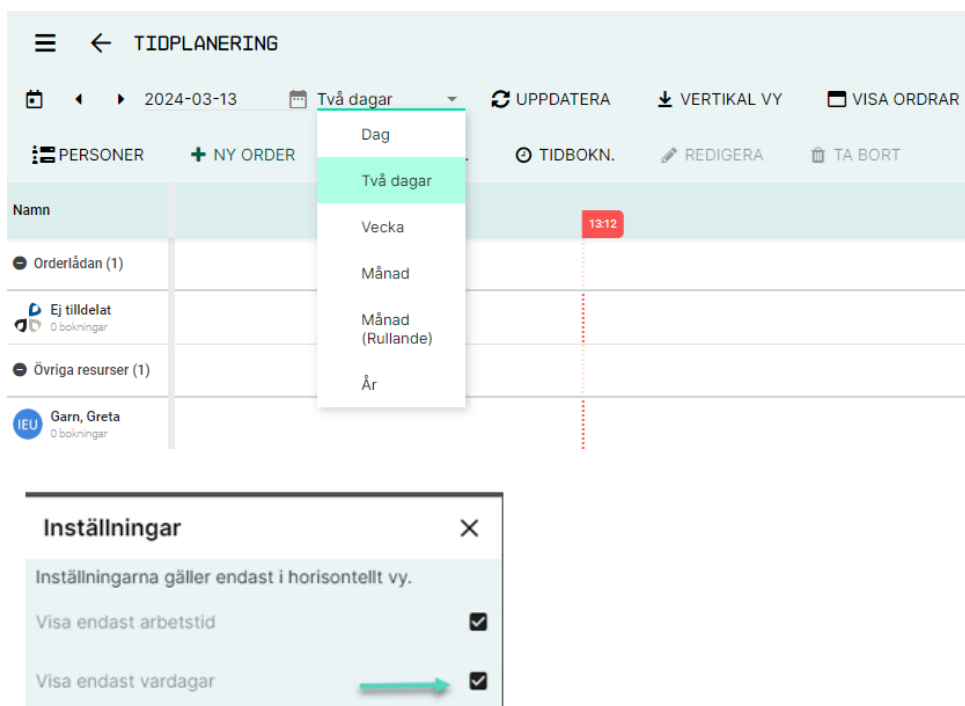 TIDPLANERING
2024-03-13 Två dagar UPPDATERA VERTIKAL VY VISA ORDRAR
PERSONER NY ORDER . TIDBOKN. REDIGERA TA BORT
Dag
Två dagar
Vecka
Månad
Månad
(Rullande)
År
Namn
13:12
Orderlådan (1)
Ej tilldelat
0 bokningar
Övriga resurser (1)
IEU Garn, Greta
0 bokningar
Inställningar
Inställningarna gäller endast i horisontellt vy.
Visa endast arbetstid
Visa endast vardagar